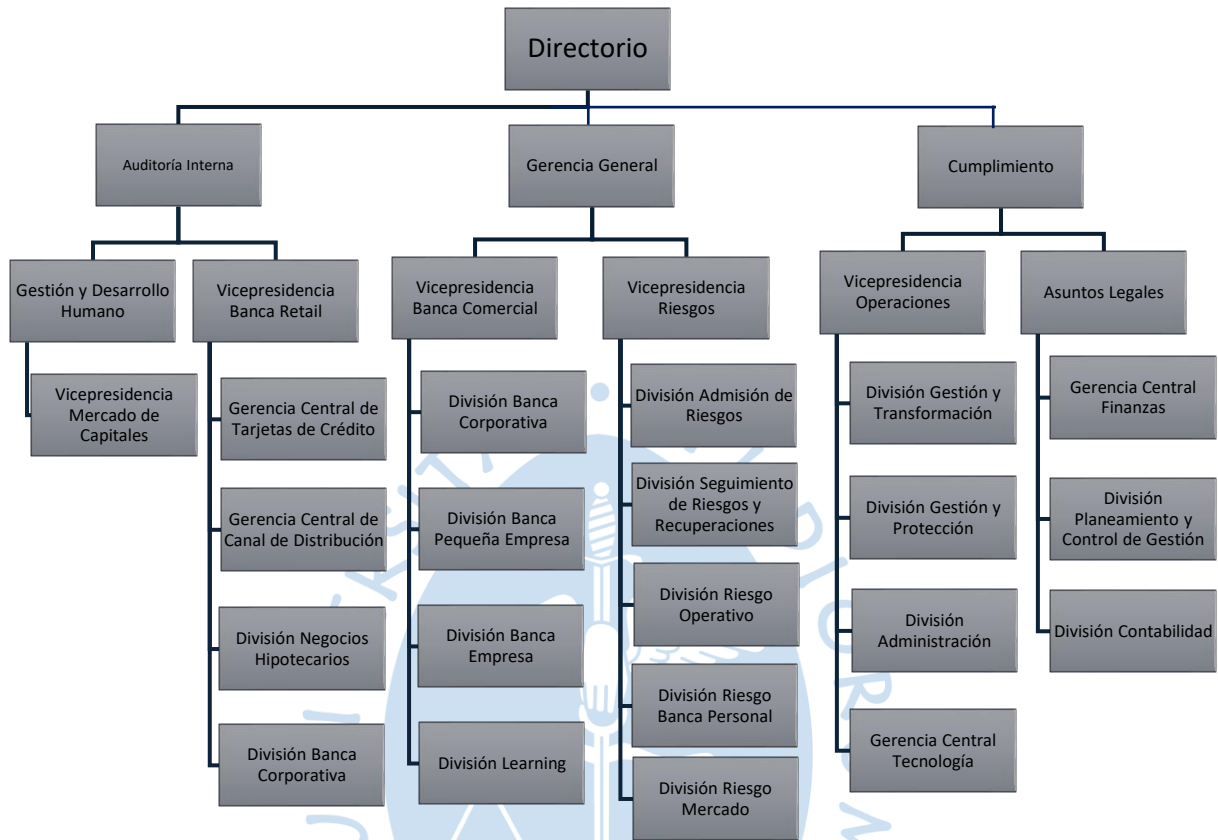 Directorio
Auditoría Interna
Gerencia General
Cumplimiento
Gestión y Desarrollo
Humano
Vicepresidencia
Banca Retail
Vicepresidencia
Banca Comercial
Vicepresidencia
Riesgos
Vicepresidencia
Operaciones
Asuntos Legales
Vicepresidencia
Mercado de
Capitales
Gerencia Central de
Tarjetas de Crédito
Gerencia Central de
Canal de Distribución
División Negocios
Hipotecarios
División Banca
Corporativa
División Banca
Corporativa
División Banca
Pequeña Empresa
División Banca
Empresa
División Learning
División Admisión de
Riesgos
División Seguimiento
de Riesgos y
Recuperaciones
División Riesgo
Operativo
División Riesgo
Banca Personal
División Riesgo
Mercado
División Gestión y
Transformación
División Gestión y
Protección
División
Administración
Gerencia Central
Tecnología
Gerencia Central
Finanzas
División
Planeamiento y
Control de Gestión
División Contabilidad